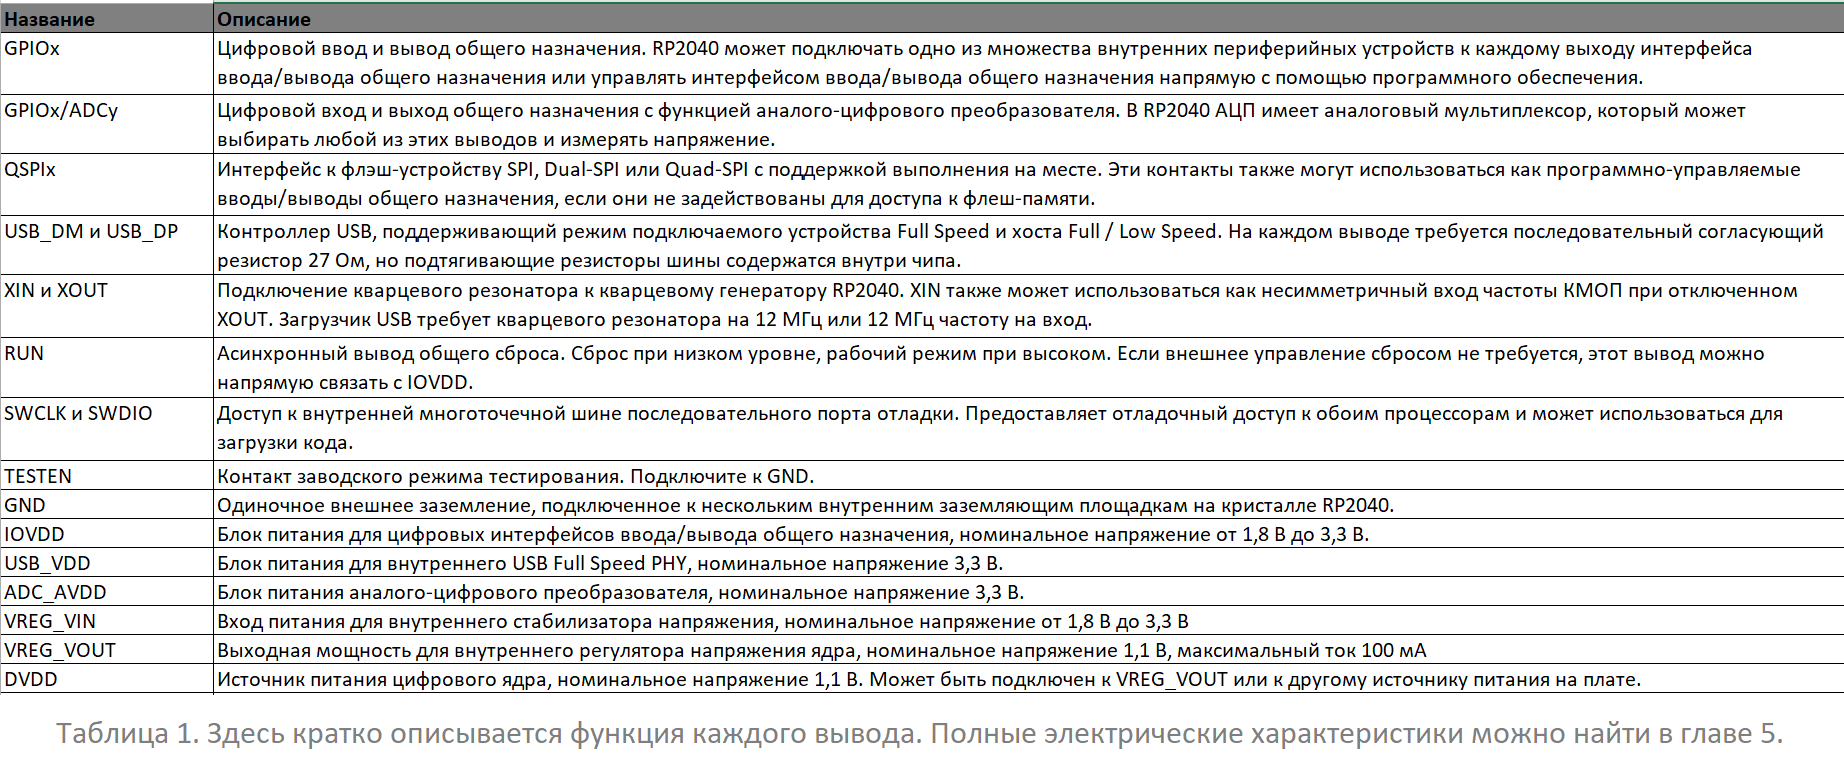 Название Описание
GPIOx Цифровой ввод и вывод общего назначения. RP2040 может подключать одно из множества внутренних периферийных устройств к каждому выходу интерфейса
ввода/вывода общего назначения или управлять интерфейсом ввода/вывода общего назначения напрямую с помощью программного обеспечения.
GPIOx/ADCy Цифровой вход и выход общего назначения с функцией аналого-цифрового преобразователя. В RP2040 АЦП имеет аналоговый мультиплексор, который может
выбирать любой из этих выводов и измерять напряжение.
QSPIx Интерфейс к флэш-устройству SPI, Dual-SPI или Quad-SPI с поддержкой выполнения на месте. Эти контакты также могут использоваться как программно-управляемые
вводы/выводы общего назначения, если они не задействованы для доступа к флеш-памяти.
USB_DM и USB_DP Контроллер USB, поддерживающий режим подключаемого устройства Full Speed и хоста Full / Low Speed. На каждом выводе требуется последовательный согласующий
резистор 27 Ом, но подтягивающие резисторы шины содержатся внутри чипа.
XIN и XOUT Подключение кварцевого резонатора к кварцевому генератору RP2040. XIN также может использоваться как несимметричный вход частоты КМОП при отключенном
XOUT. Загрузчик USB требует кварцевого резонатора на 12 МГц или 12 МГц частоту на вход.
RUN Асинхронный вывод общего сброса. Сброс при низком уровне, рабочий режим при высоком. Если внешнее управление сбросом не требуется, этот вывод можно
напрямую связать с IOVDD.
SWCLK и SWDIO Доступ к внутренней многоточечной шине последовательного порта отладки. Предоставляет отладочный доступ к обоим процессорам и может использоваться для
загрузки кода.
TESTEN Контакт заводского режима тестирования. Подключите к GND.
GND Одиночное внешнее заземление, подключенное к нескольким внутренним заземляющим площадкам на кристалле RP2040.
IOVDD Блок питания для цифровых интерфейсов ввода/вывода общего назначения, номинальное напряжение от 1,8 В до 3,3 В.
USB_VDD Блок питания для внутреннего USB Full Speed PHY, номинальное напряжение 3,3 В.
ADC_AVDD Блок питания аналого-цифрового преобразователя, номинальное напряжение 3,3 В.
VREG_VIN Вход питания для внутреннего стабилизатора напряжения, номинальное напряжение от 1,8 В до 3,3 В
VREG_VOUT Выходная мощность для внутреннего регулятора напряжения ядра, номинальное напряжение 1,1 В, максимальный ток 100 мА
DVDD Источник питания цифрового ядра, номинальное напряжение 1,1 В. Может быть подключен к VREG_VOUT или к другому источнику питания на плате.
Таблица 1. Здесь кратко описывается функция каждого вывода. Полные электрические характеристики можно найти в главе 5.